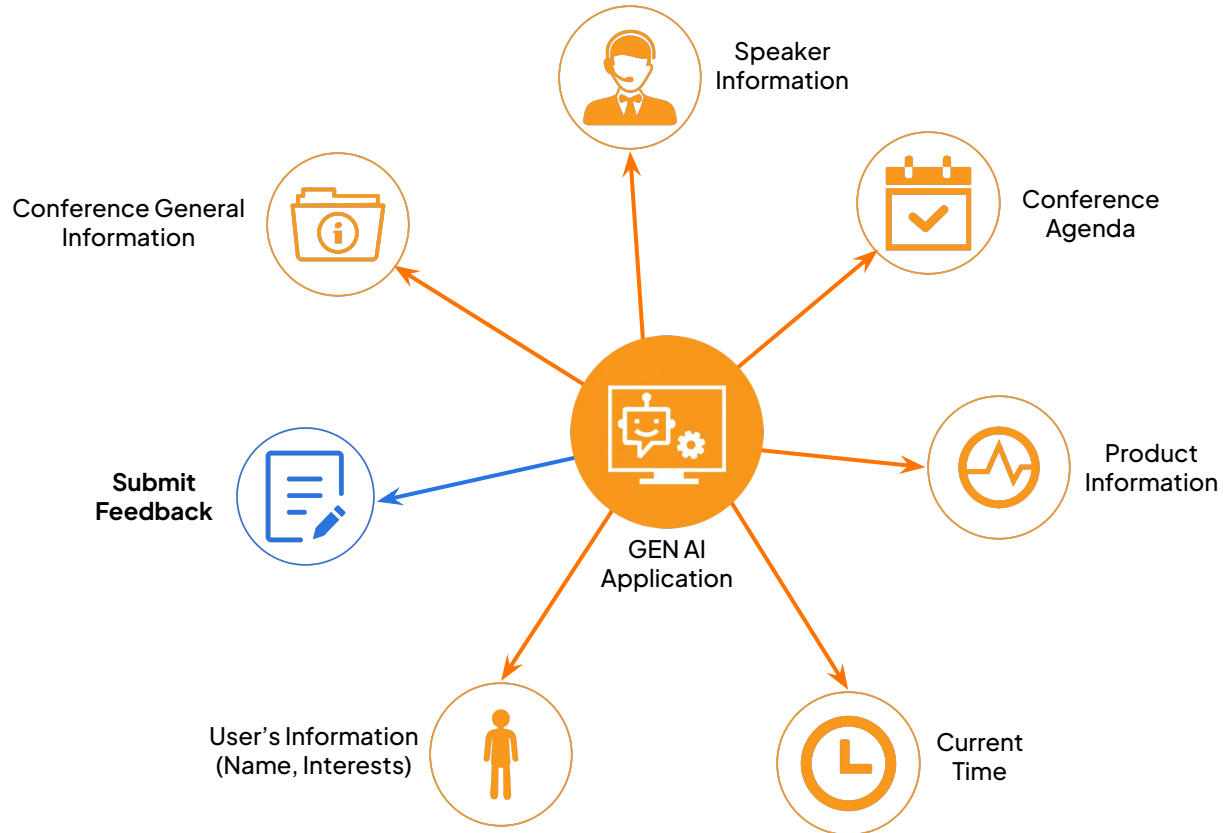 Speaker
Information
Conference General
Information
Conference
Agenda
Submit
Feedback
GEN AI
Application
Product
Information
User's Information
(Name, Interests)
Current
Time